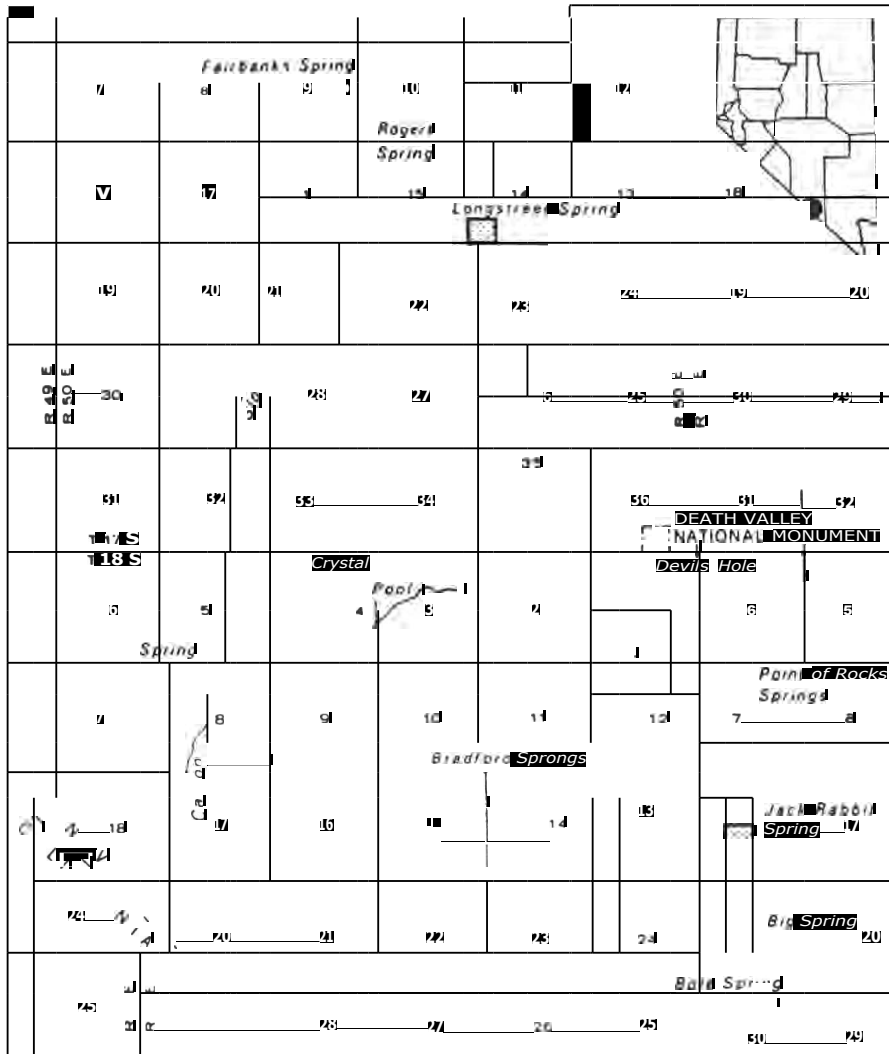 Fairbanks Spring
7 8 9 10 11 12
Rogers
Spring
V 17 1 15 14 13 18
Longstreet Spring
19 20 21 22 23 24 19 20
R 49 E
R 50 E
30 28 27 25 30 29
R 50 E
35
31 32 33 34 36 31 32
DEATH VALLEY
NATIONAL MONUMENT
T 17 S
T 18 S
Crystal
Pool
Devils Hole
6 5 4 3 2 6 5
Spring
Point of Rocks
Springs
7 8 9 10 11 12 7 8
Bradford Sprongs
Jack Rabbit
Spring
18 17 16 14 13 17
Big Spring
24 20 21 22 23 24 20
Bole Spring
25 28 27 26 25 30 29